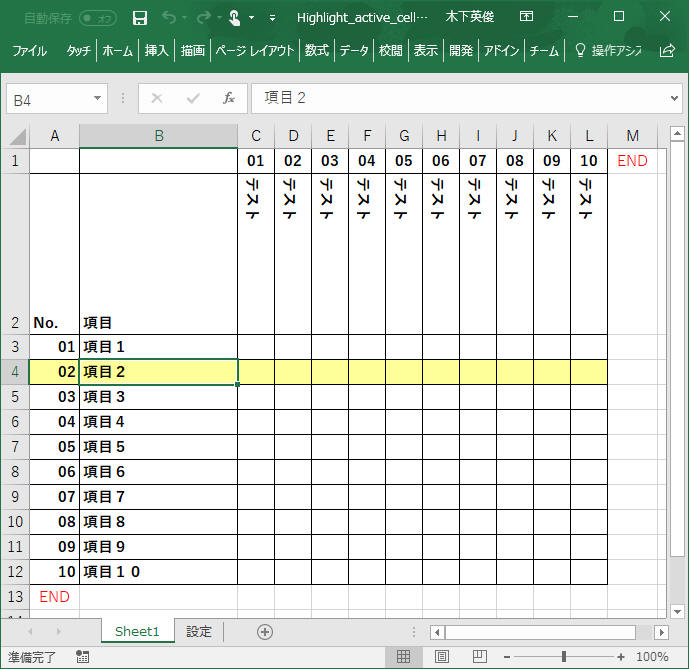 自動保存 オフ Highlight_active_cell··· 木下英俊
ファイル タッチ ホーム 挿入 描画 ページ レイアウト 数式 データ 校閲 表示 開発 アドイン チーム 操作アシス
B4 fx 項目２
A B C D E F G H I J K L M
1 01 02 03 04 05 06 07 08 09 10 END
2 No. 項目 テスト テスト テスト テスト テスト テスト テスト テスト テスト テスト
3 01 項目１
4 02 項目２
5 03 項目３
6 04 項目４
7 05 項目５
8 06 項目６
9 07 項目７
10 08 項目８
11 09 項目９
12 10 項目１０
13 END
Sheet1 設定
準備完了 100%